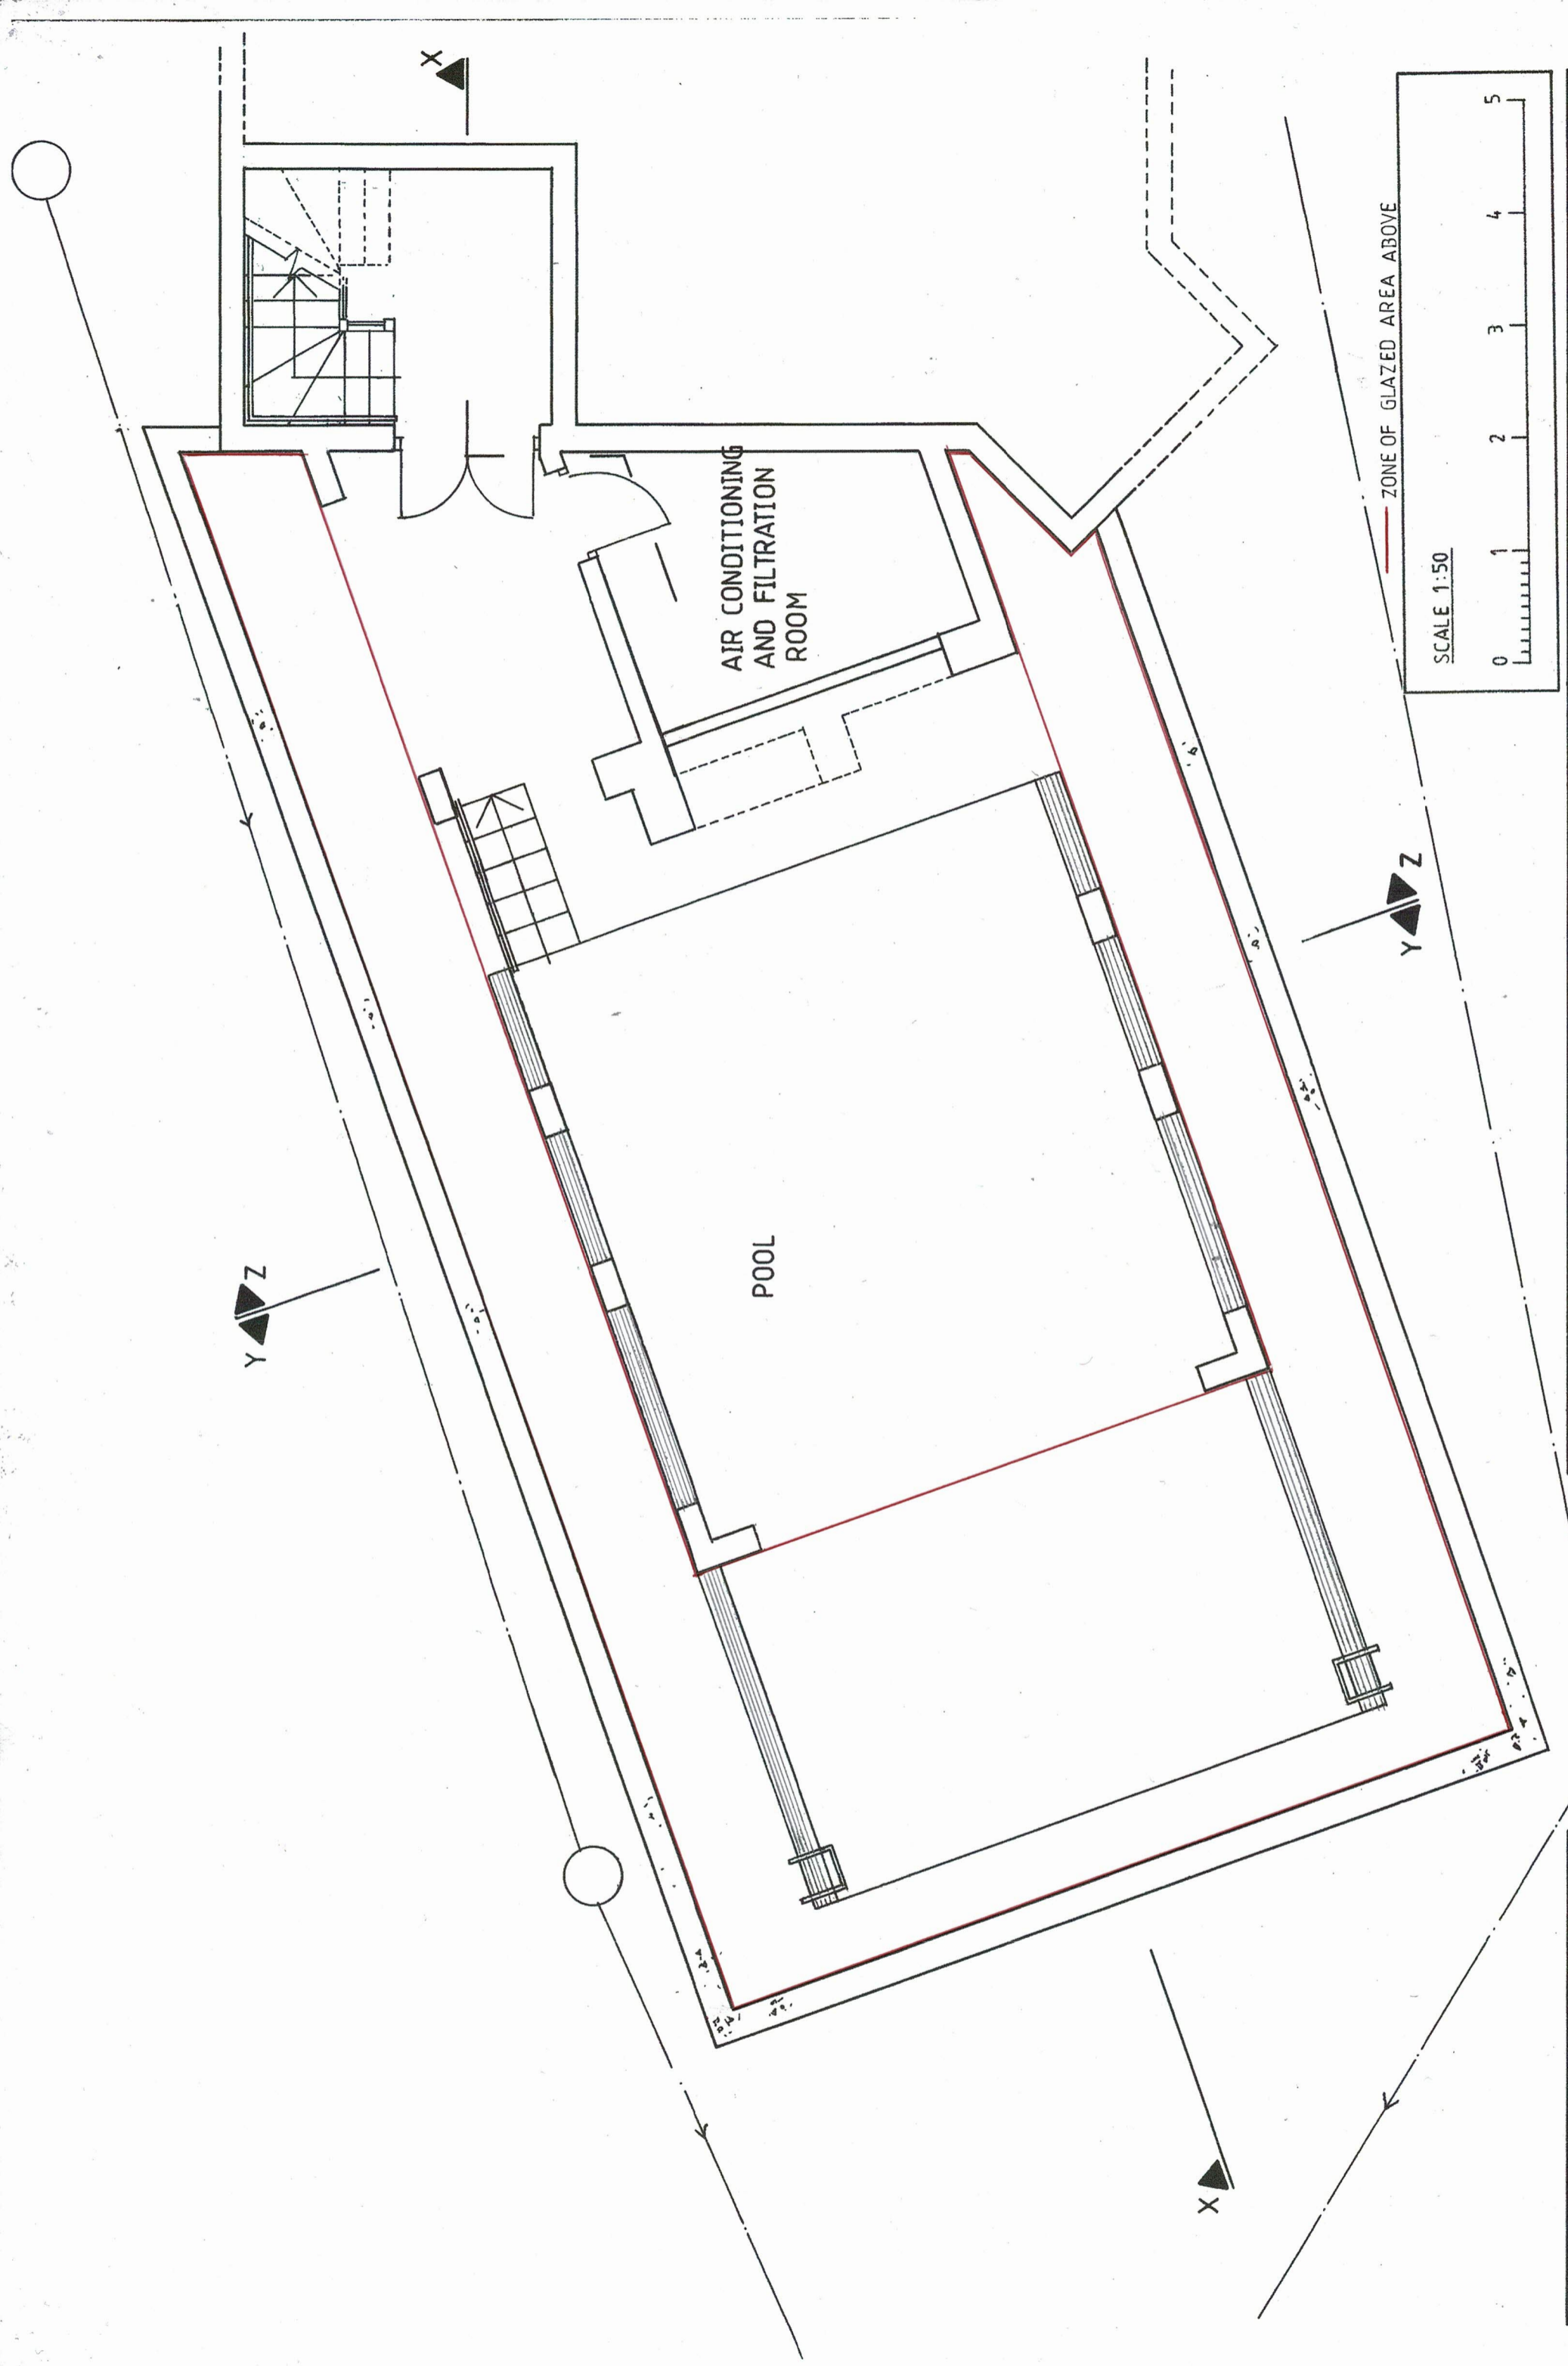 X
X
Y Z
Y Z
POOL
AIR CONDITIONING
AND FILTRATION
ROOM
ZONE OF GLAZED AREA ABOVE
SCALE 1:50
0 1 2 3 4 5